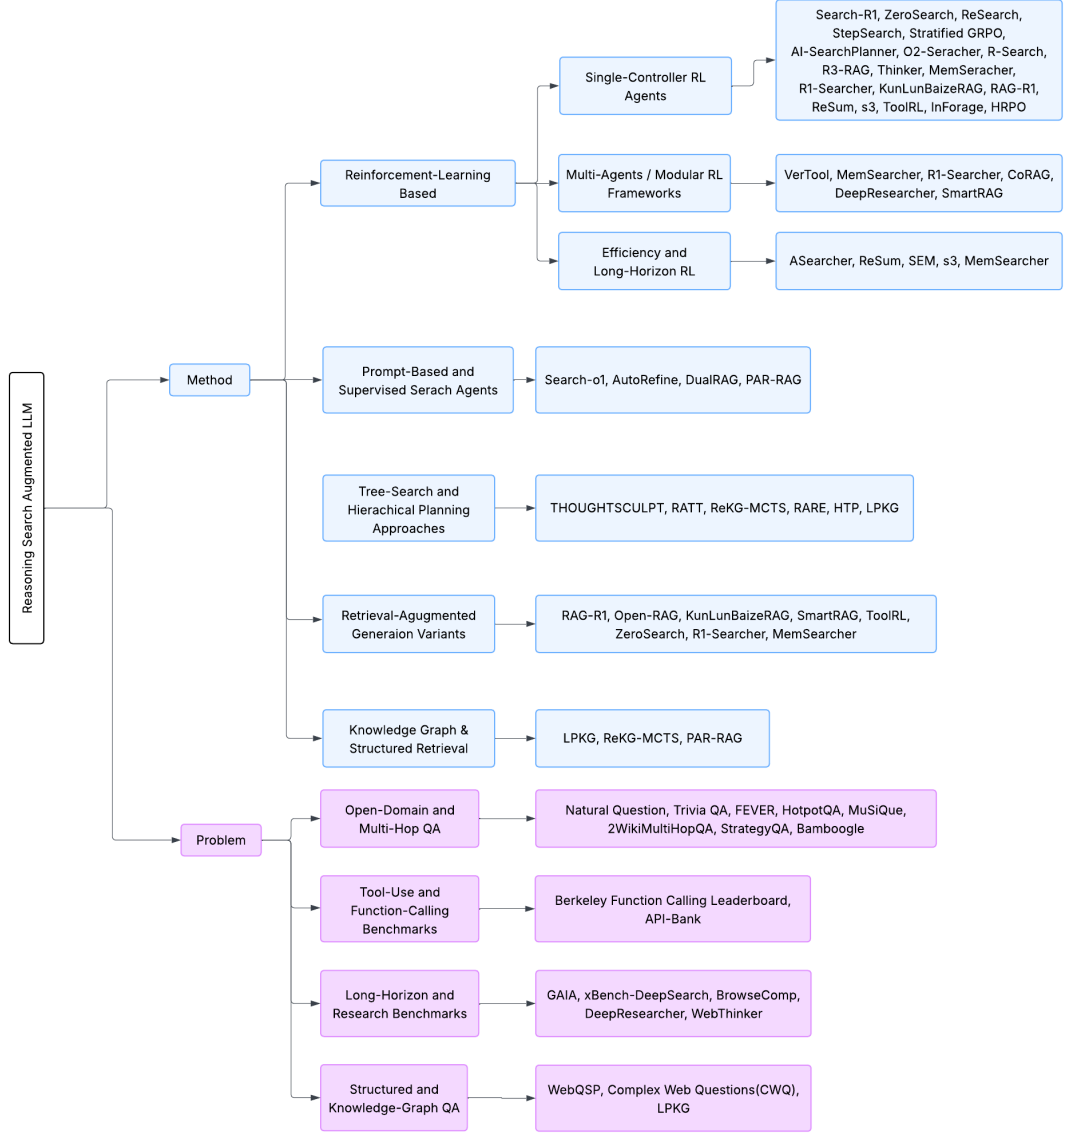 Reasoning Search Augmented LLM
Method
Reinforcement-Learning
Based
Single-Controller RL
Agents
Search-R1, ZeroSearch, ReSearch,
StepSearch, Stratified GRPO,
AI-SearchPlanner, O2-Seracher, R-Search,
R3-RAG, Thinker, MemSeracher,
R1-Searcher, KunLunBaizeRAG, RAG-R1,
ReSum, s3, ToolRL, InForage, HRPO
Multi-Agents / Modular RL
Frameworks
VerTool, MemSearcher, R1-Searcher, CoRAG,
DeepResearcher, SmartRAG
Efficiency and
Long-Horizon RL
ASearcher, ReSum, SEM, s3, MemSearcher
Prompt-Based and
Supervised Serach Agents
Search-o1, AutoRefine, DualRAG, PAR-RAG
Tree-Search and
Hierachical Planning
Approaches
THOUGHTSCULPT, RATT, ReKG-MCTS, RARE, HTP, LPKG
Retrieval-Agugmented
Generaion Variants
RAG-R1, Open-RAG, KunLunBaizeRAG, SmartRAG, ToolRL,
ZeroSearch, R1-Searcher, MemSearcher
Knowledge Graph &
Structured Retrieval
LPKG, ReKG-MCTS, PAR-RAG
Problem
Open-Domain and
Multi-Hop QA
Natural Question, Trivia QA, FEVER, HotpotQA, MuSiQue,
2WikiMultiHopQA, StrategyQA, Bamboogle
Tool-Use and
Function-Calling
Benchmarks
Berkeley Function Calling Leaderboard,
API-Bank
Long-Horizon and
Research Benchmarks
GAIA, xBench-DeepSearch, BrowseComp,
DeepResearcher, WebThinker
Structured and
Knowledge-Graph QA
WebQSP, Complex Web Questions(CWQ),
LPKG